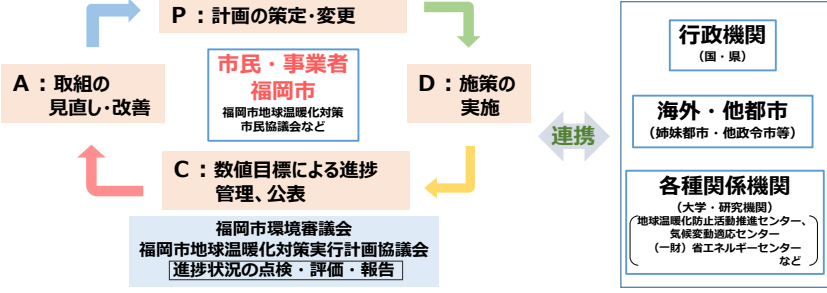 P：計画の策定・変更
A：取組の
見直し・改善
市民・事業者
福岡市
福岡市地球温暖化対策
市民協議会など
D：施策の
実施
C：数値目標による進捗
管理、公表
福岡市環境審議会
福岡市地球温暖化対策実行計画協議会
進捗状況の点検・評価・報告
連携
行政機関
（国・県）
海外・他都市
（姉妹都市・他政令市等）
各種関係機関
（大学・研究機関）
地球温暖化防止活動推進センター、
気候変動適応センター
（一財）省エネルギーセンター
など